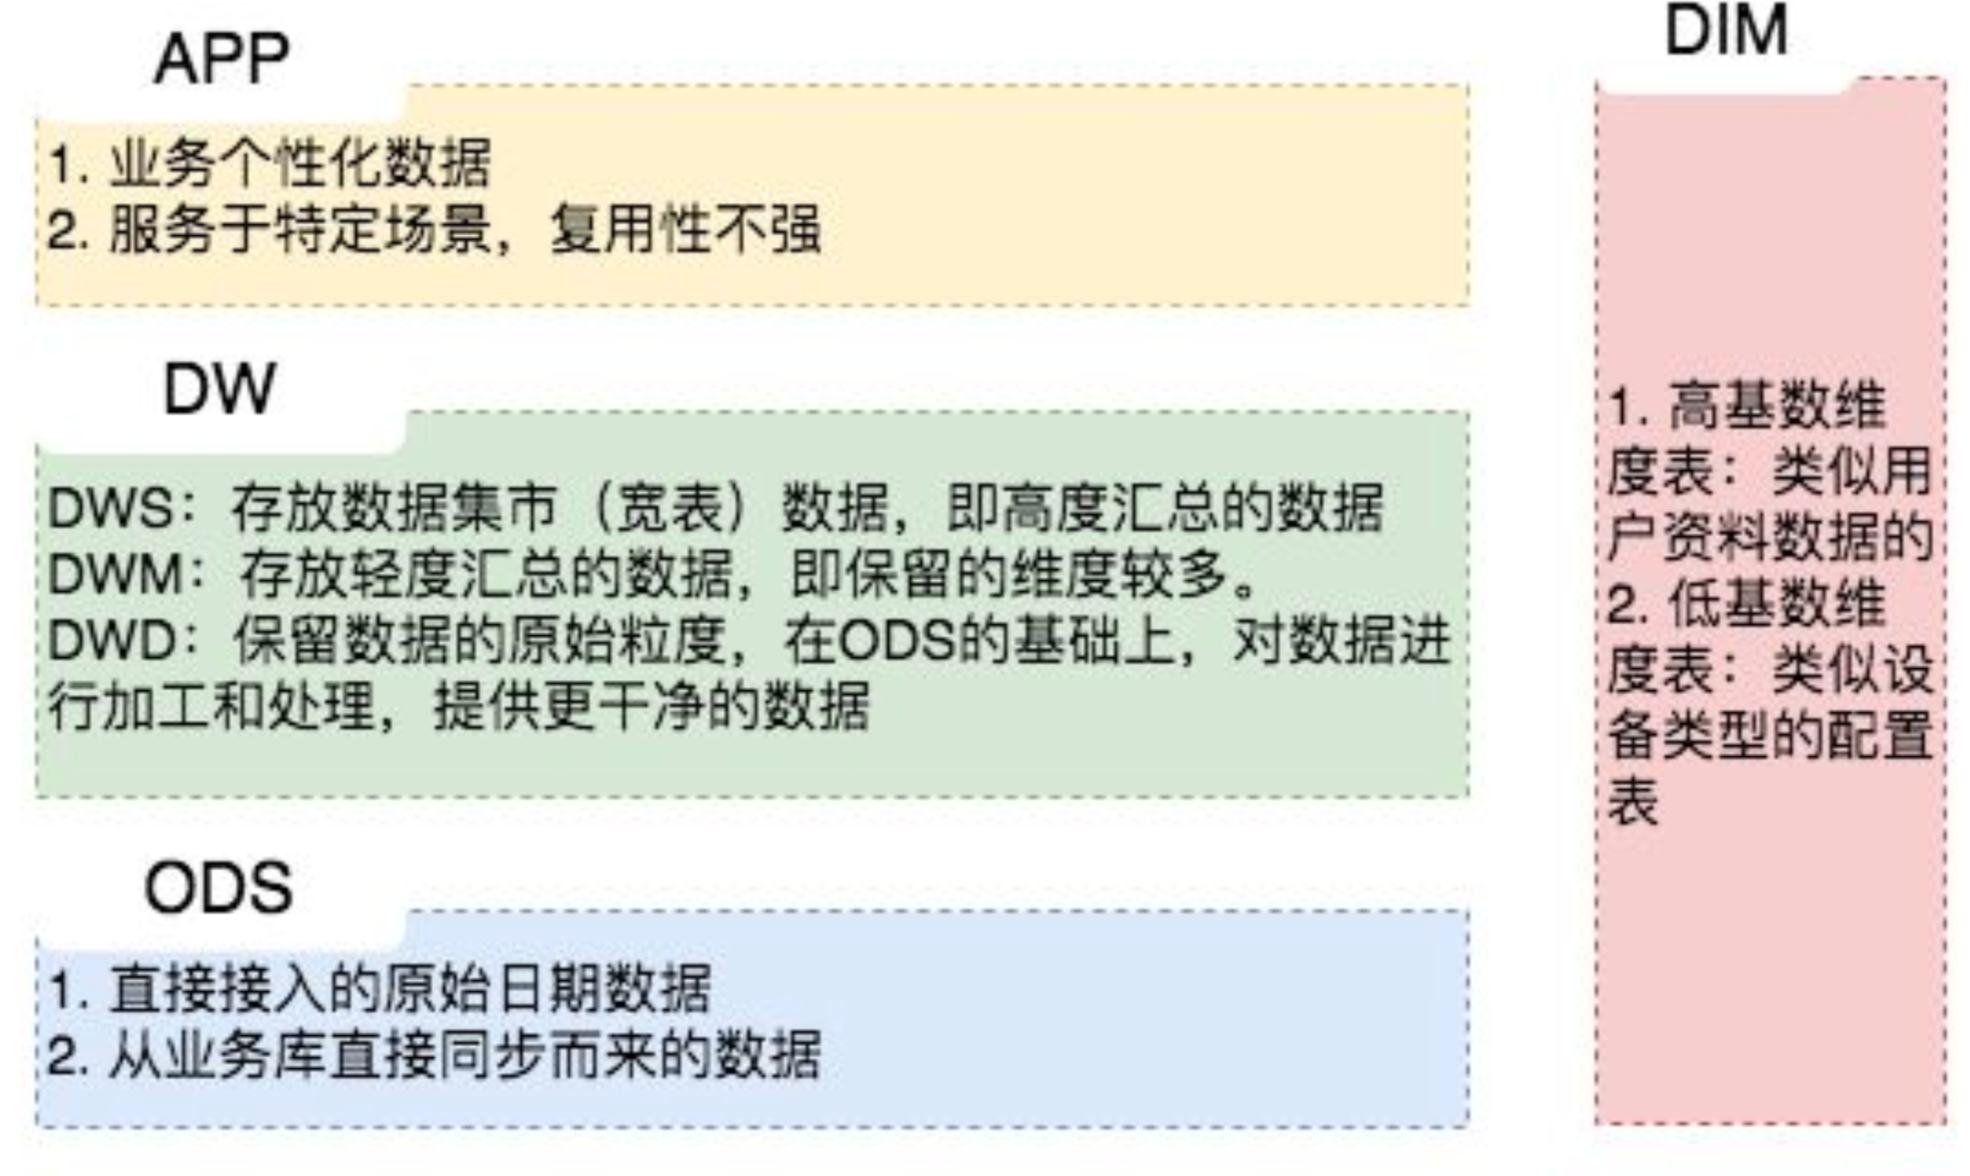 APP
1. 业务个性化数据
2. 服务于特定场景，复用性不强
DW
DWS：存放数据集市（宽表）数据，即高度汇总的数据
DWM：存放轻度汇总的数据，即保留的维度较多。
DWD：保留数据的原始粒度，在ODS的基础上，对数据进
行加工和处理，提供更干净的数据
ODS
1. 直接接入的原始日期数据
2. 从业务库直接同步而来的数据
DIM
1. 高基数维
度表：类似用
户资料数据的
2. 低基数维
度表：类似设
备类型的配置
表